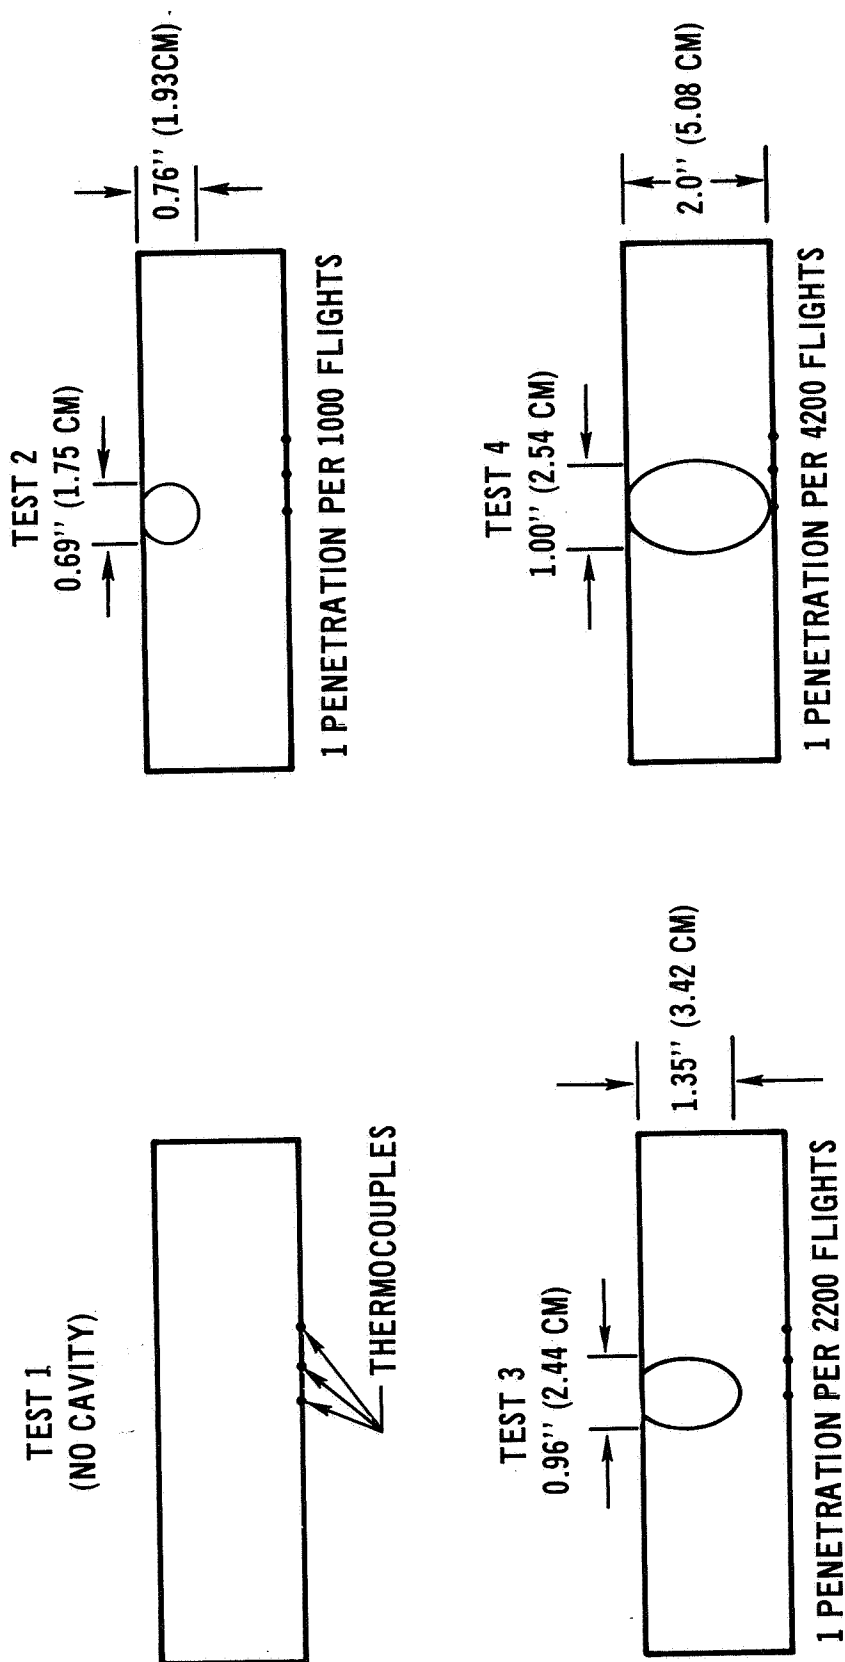 TEST 1
(NO CAVITY)
THERMOCOUPLES
TEST 2
0.69'' (1.75 CM)
0.76'' (1.93CM)
1 PENETRATION PER 1000 FLIGHTS
TEST 3
0.96'' (2.44 CM)
1.35'' (3.42 CM)
1 PENETRATION PER 2200 FLIGHTS
TEST 4
1.00'' (2.54 CM)
2.0'' (5.08 CM)
1 PENETRATION PER 4200 FLIGHTS